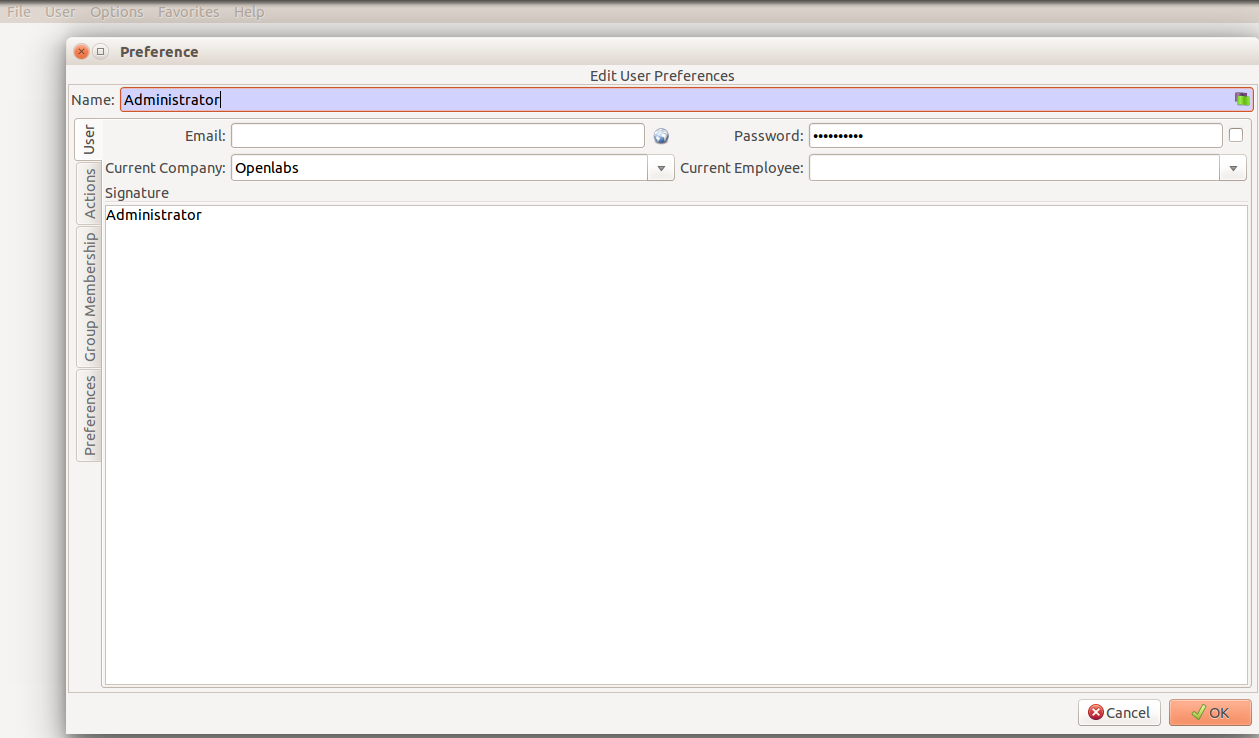 File User Options Favorites Help
Preference
Edit User Preferences
Name: Administrator
User
Actions
Group Membership
Preferences
Email:
Password: ••••••••••
Current Company: Openlabs
Current Employee:
Signature
Administrator
Cancel
OK